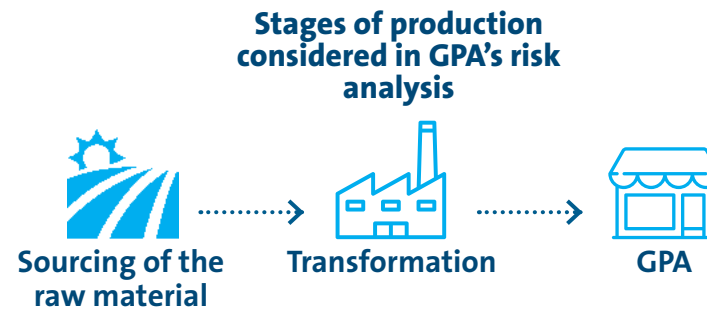 Stages of production
considered in GPA's risk
analysis
Sourcing of the
raw material
Transformation
GPA